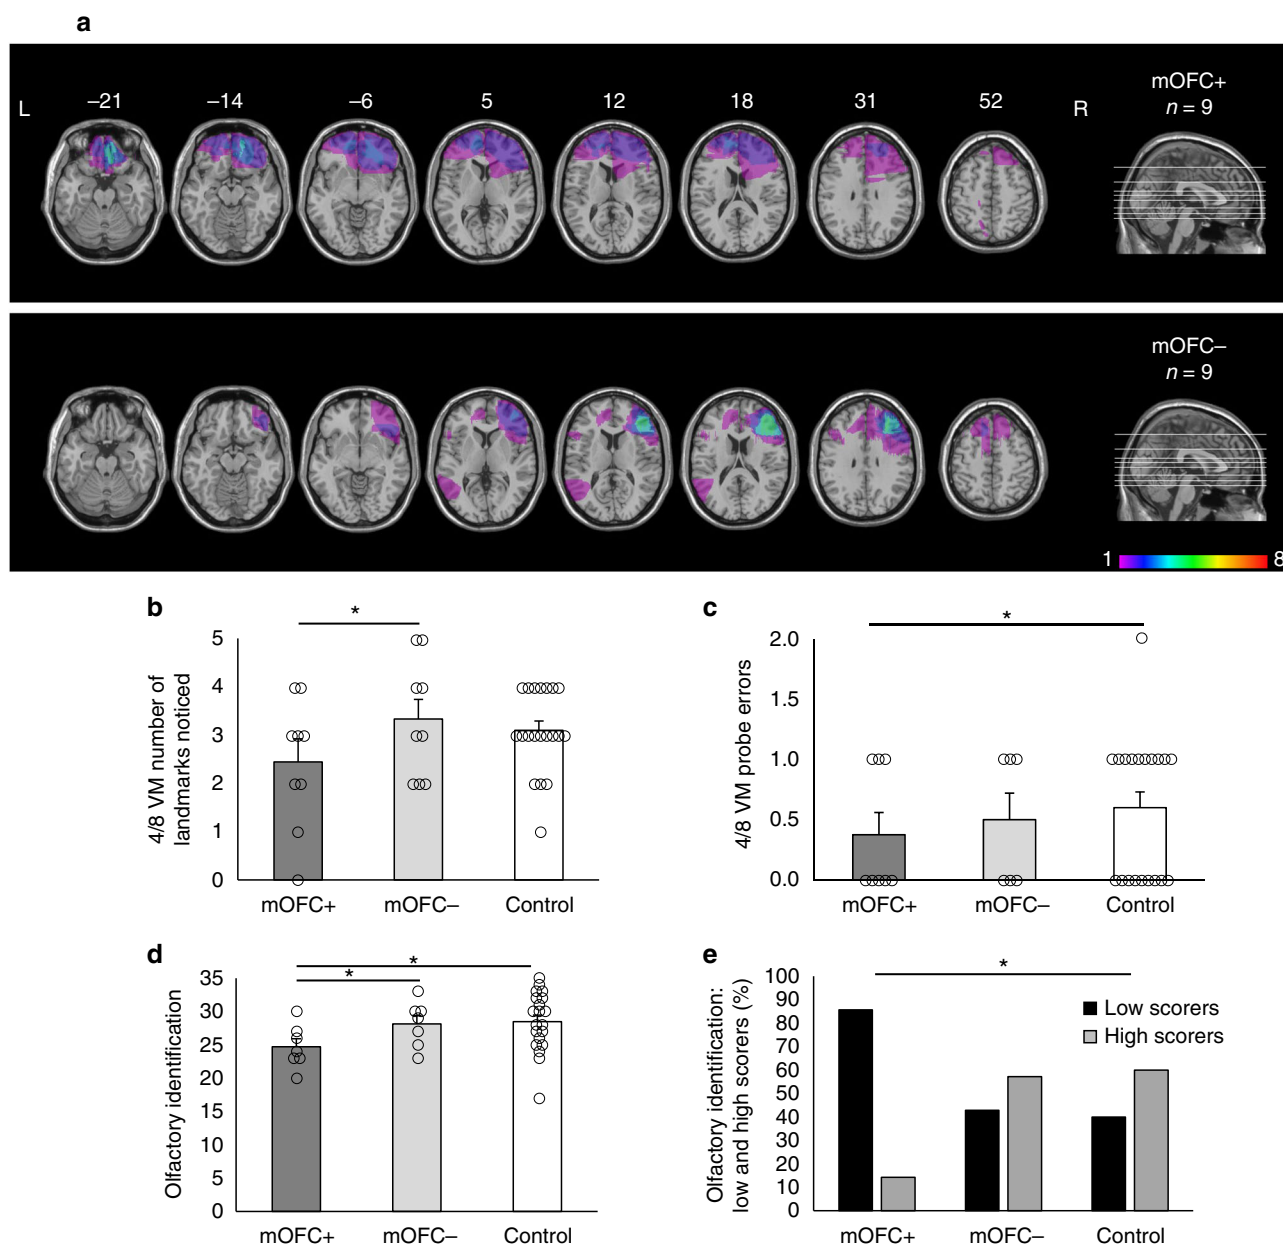 a
L –21 –14 –6 5 12 18 31 52 R
mOFC+
n = 9
mOFC–
n = 9
1 8
b
*
4/8 VM number of
landmarks noticed
5
4
3
2
1
0
mOFC+ mOFC– Control
c
*
4/8 VM probe errors
2.0
1.5
1.0
0.5
0.0
mOFC+ mOFC– Control
d
*
*
Olfactory identification
35
30
25
20
15
10
5
0
mOFC+ mOFC– Control
e
*
Olfactory identification:
low and high scorers (%)
100
90
80
70
60
50
40
30
20
10
0
Low scorers
High scorers
mOFC+ mOFC– Control